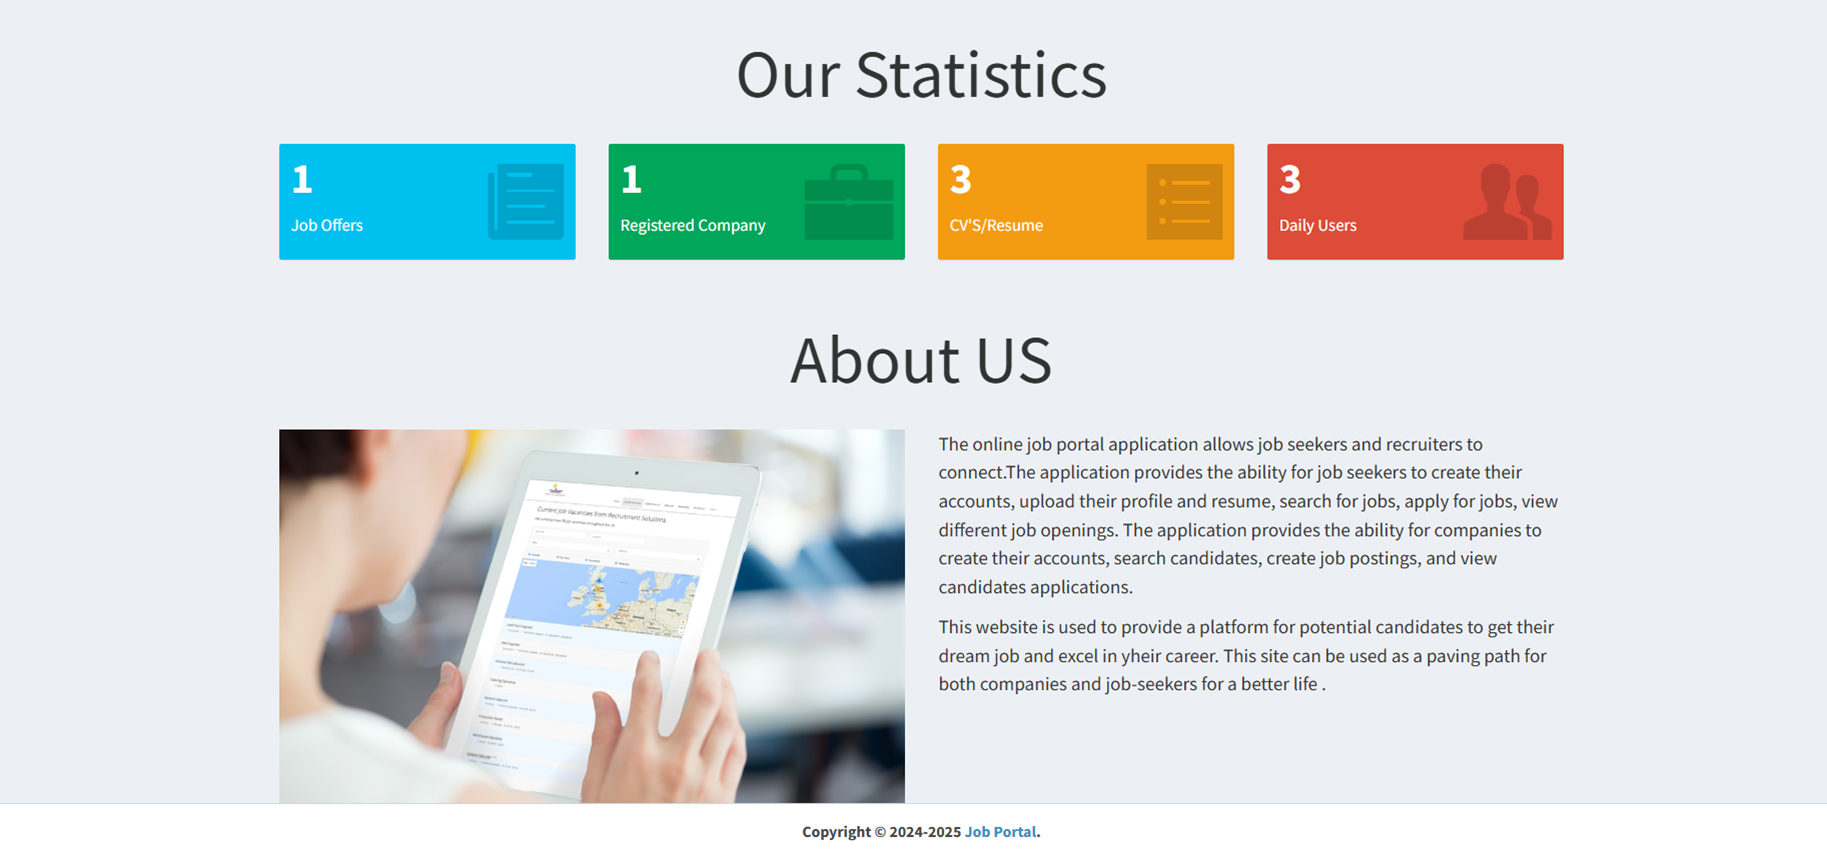 Our Statistics
1
Job Offers
1
Registered Company
3
CV'S/Resume
3
Daily Users
About US
Current Job Vacancies from Recruitment Solutions
The online job portal application allows job seekers and recruiters to
connect.The application provides the ability for job seekers to create their
accounts, upload their profile and resume, search for jobs, apply for jobs, view
different job openings. The application provides the ability for companies to
create their accounts, search candidates, create job postings, and view
candidates applications.
This website is used to provide a platform for potential candidates to get their
dream job and excel in yheir career. This site can be used as a paving path for
both companies and job-seekers for a better life .
Copyright © 2024-2025 Job Portal.